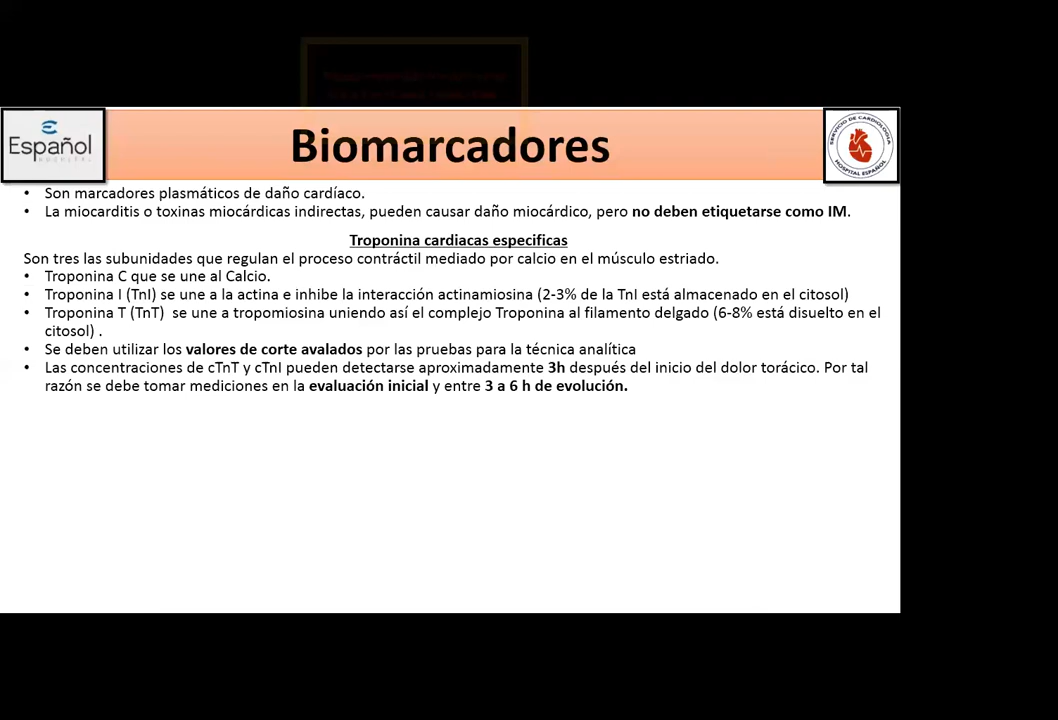 Español
Biomarcadores
SERVICIO DE CARDIOLOGÍA
HOSPITAL ESPAÑOL
• Son marcadores plasmáticos de daño cardíaco.
• La miocarditis o toxinas miocárdicas indirectas, pueden causar daño miocárdico, pero no deben etiquetarse como IM.
Troponina cardiacas especificas
Son tres las subunidades que regulan el proceso contráctil mediado por calcio en el músculo estriado.
• Troponina C que se une al Calcio.
• Troponina I (TnI) se une a la actina e inhibe la interacción actinamiosina (2-3% de la TnI está almacenado en el citosol)
• Troponina T (TnT) se une a tropomiosina uniendo así el complejo Troponina al filamento delgado (6-8% está disuelto en el
citosol) .
• Se deben utilizar los valores de corte avalados por las pruebas para la técnica analítica
• Las concentraciones de cTnT y cTnI pueden detectarse aproximadamente 3h después del inicio del dolor torácico. Por tal
razón se debe tomar mediciones en la evaluación inicial y entre 3 a 6 h de evolución.